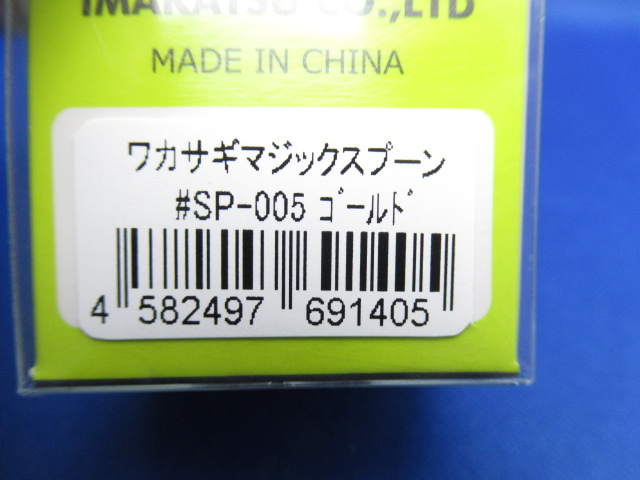 IMAKATSU CO.,LTD
MADE IN CHINA
ワカサギマジックスプーン
#SP-005 ｺﾞｰﾙﾄﾞ
4 582497 691405